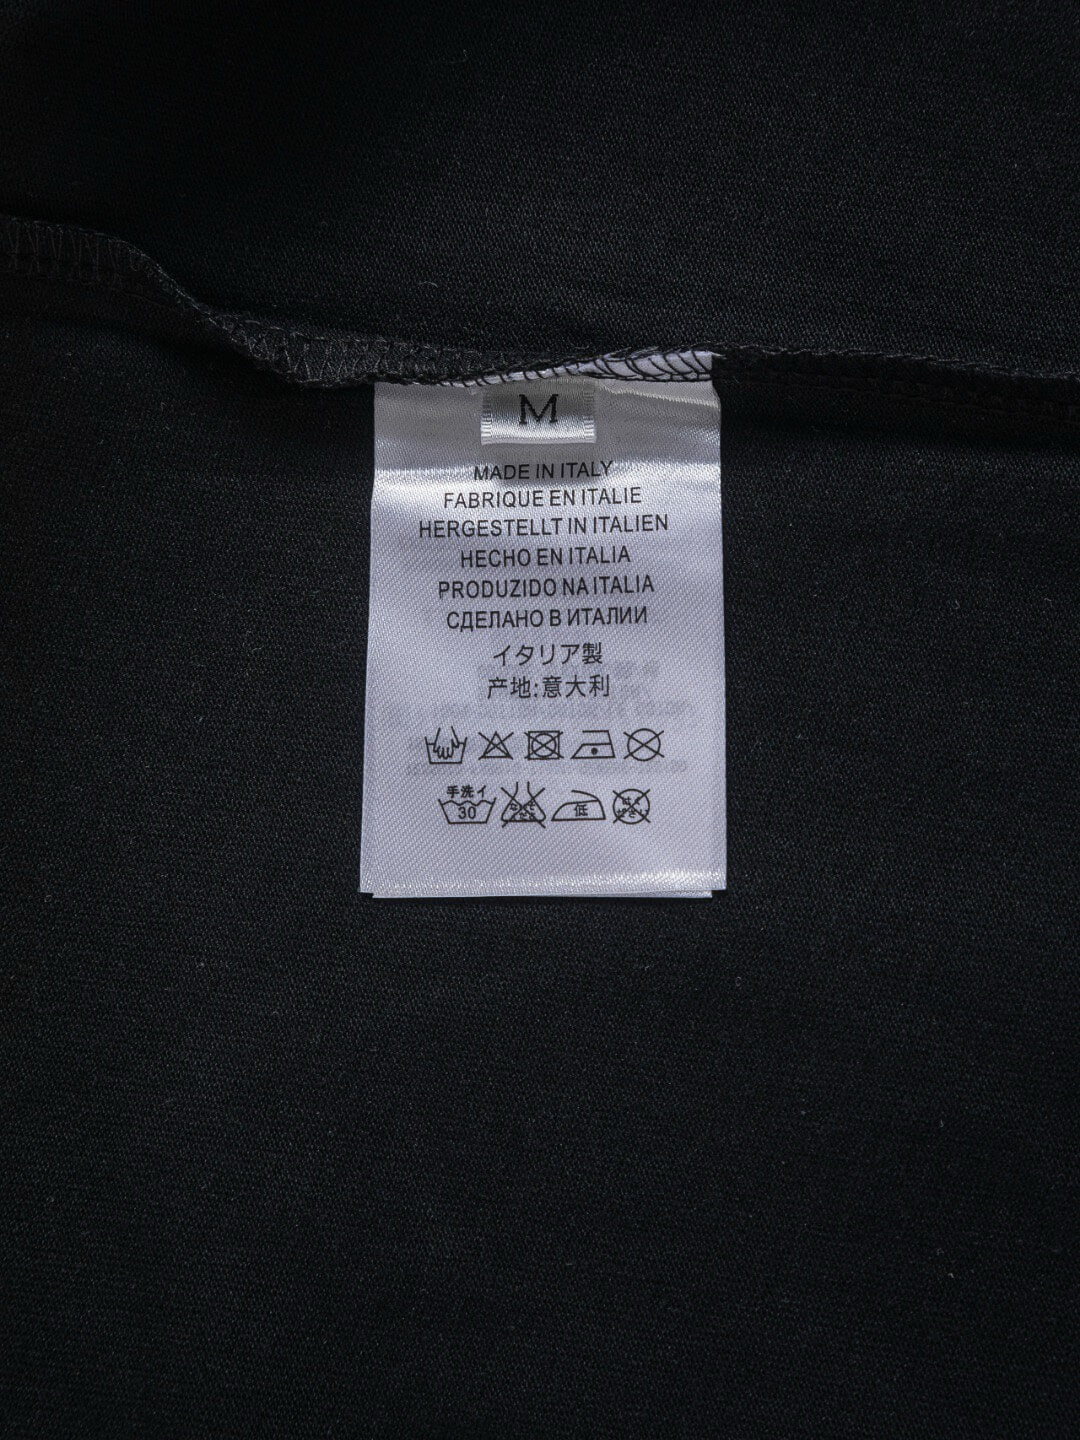 M
MADE IN ITALY
FABRIQUE EN ITALIE
HERGESTELLT IN ITALIEN
HECHO EN ITALIA
PRODUZIDO NA ITALIA
СДЕЛАНО В ИТАЛИИ
イタリア製
产地:意大利
手洗イ
30
低